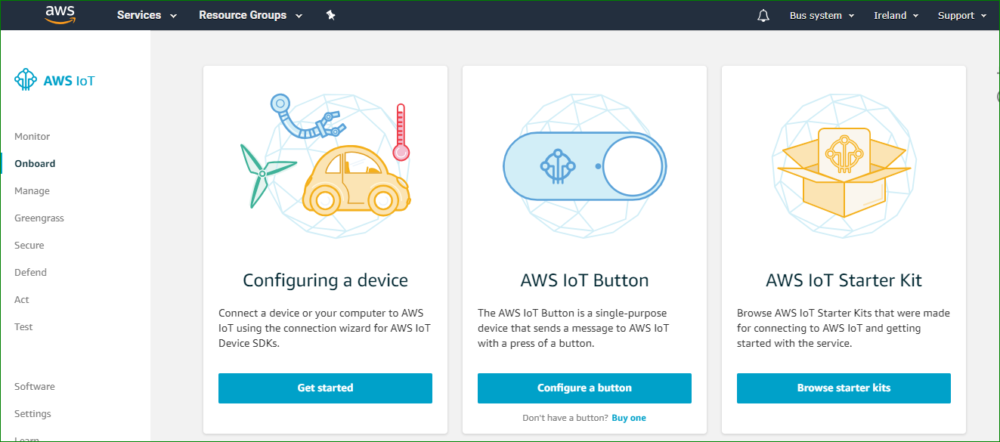 aws Services Resource Groups Bus system Ireland Support
AWS IoT
Monitor
Onboard
Manage
Greengrass
Secure
Defend
Act
Test
Software
Settings
Learn
Configuring a device
Connect a device or your computer to AWS
IoT using the connection wizard for AWS IoT
Device SDKs.
Get started
AWS IoT Button
The AWS IoT Button is a single-purpose
device that sends a message to AWS IoT
with a press of a button.
Configure a button
Don't have a button? Buy one
AWS IoT Starter Kit
Browse AWS IoT Starter Kits that were made
for connecting to AWS IoT and getting
started with the service.
Browse starter kits